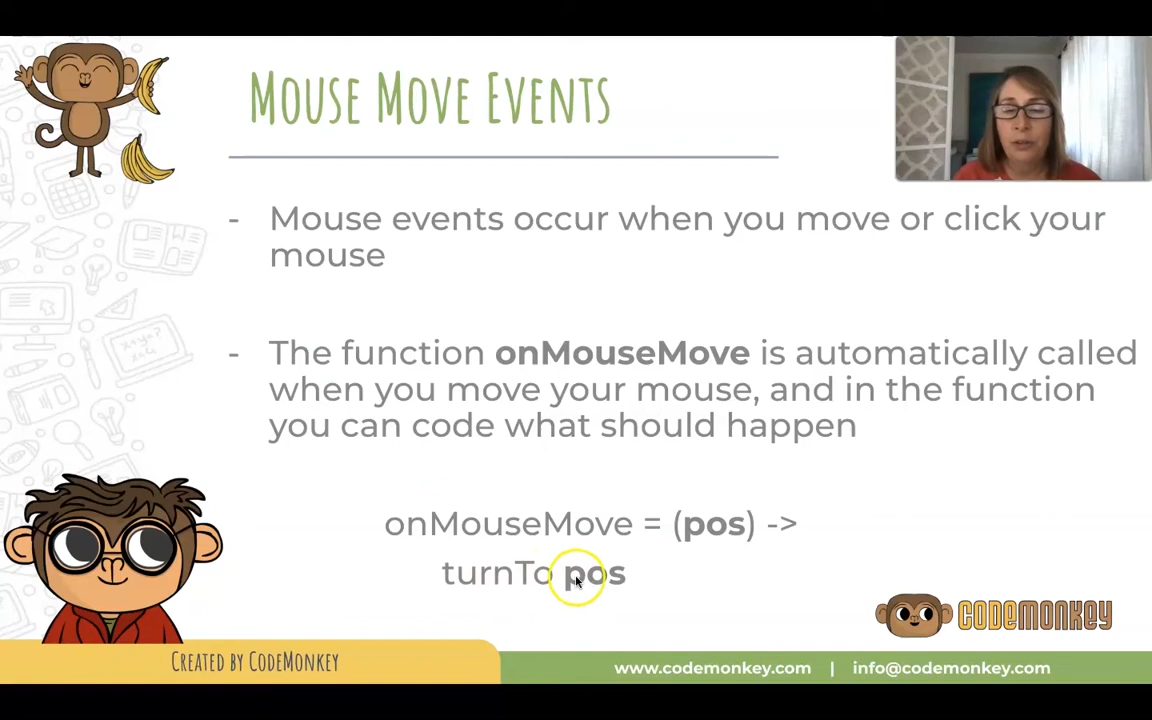 MOUSE MOVE EVENTS
- Mouse events occur when you move or click your
mouse
- The function onMouseMove is automatically called
when you move your mouse, and in the function
you can code what should happen
onMouseMove = (pos) ->
turnTo pos
CODEMONKEY
CREATED BY CODEMONKEY
www.codemonkey.com | info@codemonkey.com